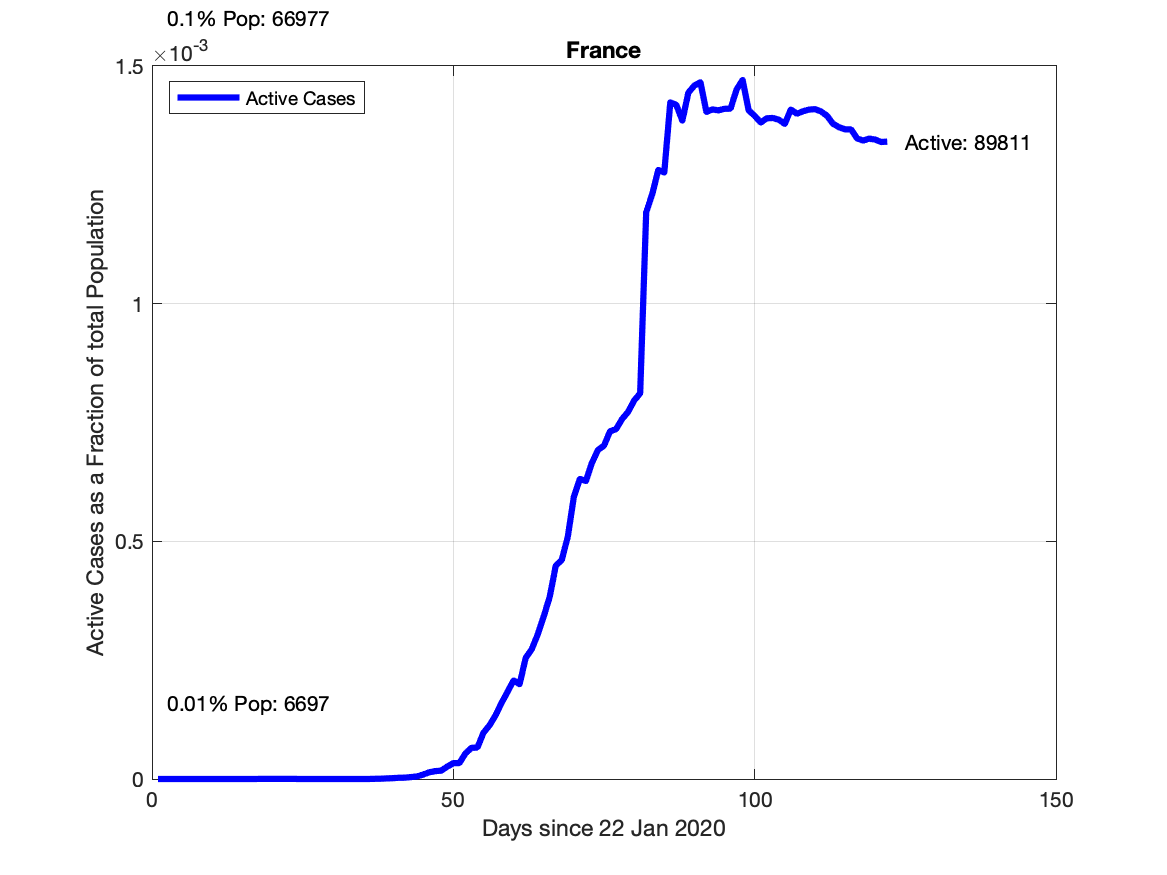 0.1% Pop: 66977
×10-3
France
1.5
Active Cases
Active: 89811
1
0.5
0.01% Pop: 6697
0
0
50
100
150
Days since 22 Jan 2020
Active Cases as a Fraction of total Population